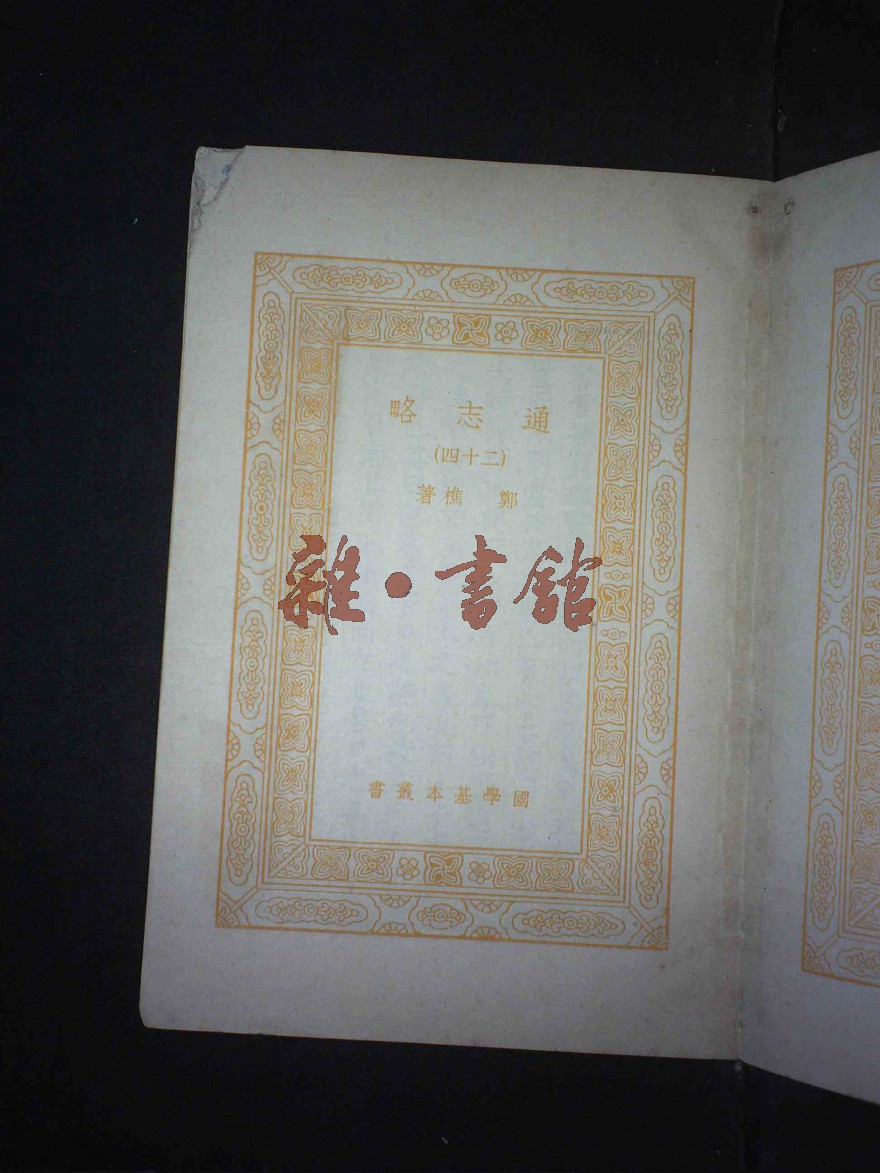 通志略
(二十四)
鄭樵著
雜·書館
國學基本叢書